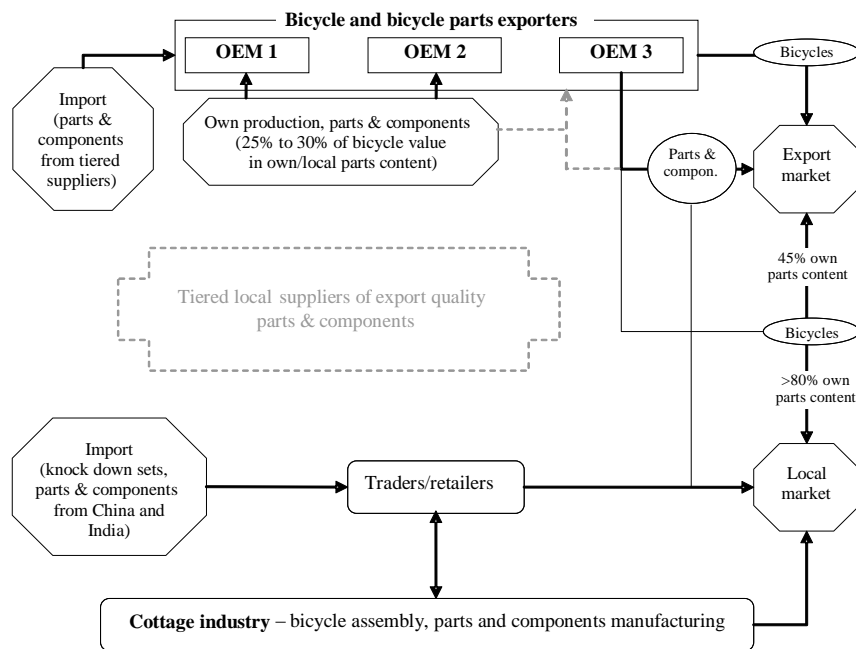 Bicycle and bicycle parts exporters
OEM 1
OEM 2
OEM 3
Bicycles
Import
(parts &
components
from tiered
suppliers)
Own production, parts & components
(25% to 30% of bicycle value
in own/local parts content)
Parts &
compon.
Export
market
45% own
parts content
Tiered local suppliers of export quality
parts & components
Bicycles
>80% own
parts content
Import
(knock down sets,
parts & components
from China and
India)
Traders/retailers
Local
market
Cottage industry – bicycle assembly, parts and components manufacturing